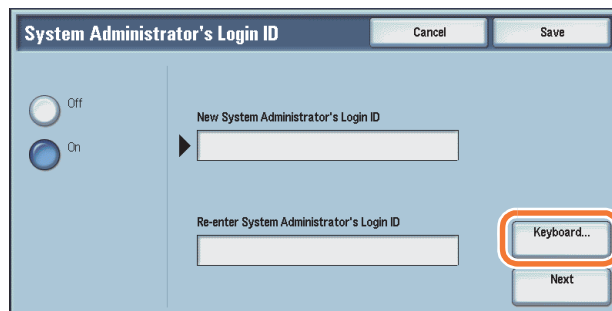 System Administrator's Login ID
Cancel
Save
Off
On
New System Administrator's Login ID
Re-enter System Administrator's Login ID
Keyboard...
Next